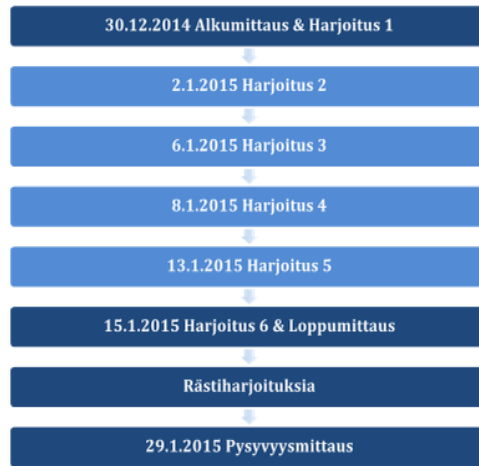 30.12.2014 Alkumittaus & Harjoitus 1
2.1.2015 Harjoitus 2
6.1.2015 Harjoitus 3
8.1.2015 Harjoitus 4
13.1.2015 Harjoitus 5
15.1.2015 Harjoitus 6 & Loppumittaus
Rästiharjoituksia
29.1.2015 Pysyvyysmittaus